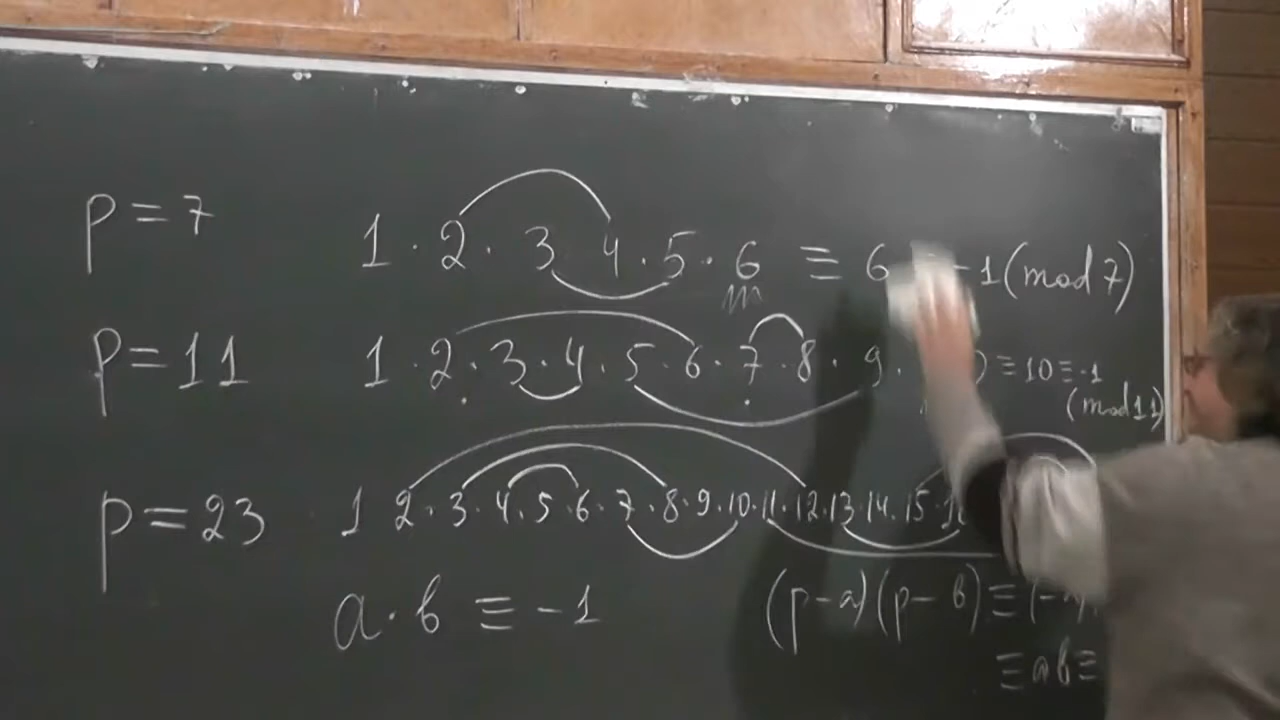 p = 7 1 · 2 · 3 4 · 5 · 6 ≡ 6 -1 (mod 7)
p = 11 1 · 2 · 3 · 4 · 5 · 6 · 7 · 8 · 9 · ≡ 10 ≡ -1
(mod 11)
p = 23 1 2 · 3 · 4 · 5 · 6 · 7 · 8 · 9 · 10 · 11 · 12 · 13 · 14 · 15 ·
a · b ≡ -1 (p - a)(p - b) ≡ (-
≡ ab ≡